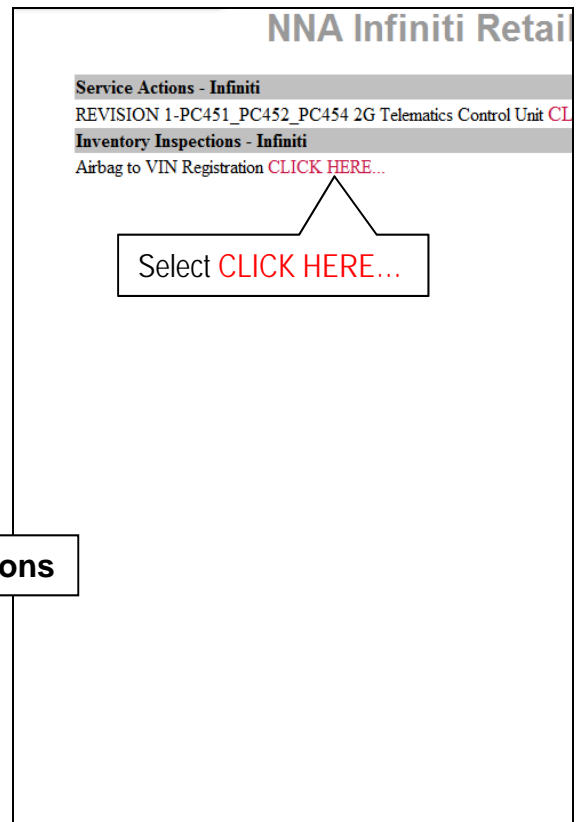 NNA Infiniti Retail
Service Actions - Infiniti
REVISION 1-PC451_PC452_PC454 2G Telematics Control Unit CL
Inventory Inspections - Infiniti
Airbag to VIN Registration CLICK HERE...
Select CLICK HERE...
ons